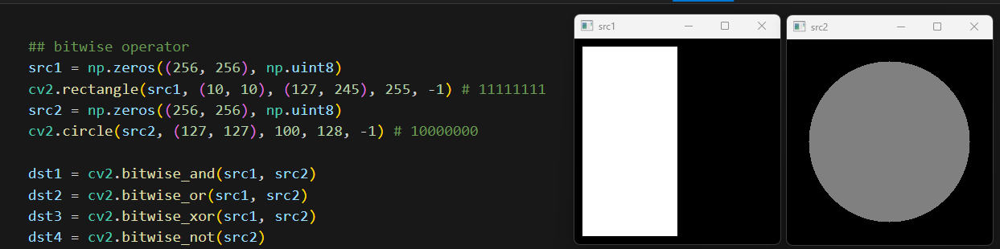 ## bitwise operator
src1 = np.zeros((256, 256), np.uint8)
cv2.rectangle(src1, (10, 10), (127, 245), 255, -1) # 11111111
src2 = np.zeros((256, 256), np.uint8)
cv2.circle(src2, (127, 127), 100, 128, -1) # 10000000
dst1 = cv2.bitwise_and(src1, src2)
dst2 = cv2.bitwise_or(src1, src2)
dst3 = cv2.bitwise_xor(src1, src2)
dst4 = cv2.bitwise_not(src2)
src1
src2